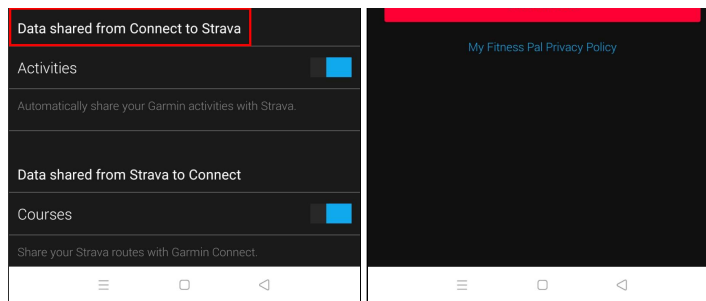 Data shared from Connect to Strava
Activities
Automatically share your Garmin activities with Strava.
Data shared from Strava to Connect
Courses
Share your Strava routes with Garmin Connect.
My Fitness Pal Privacy Policy